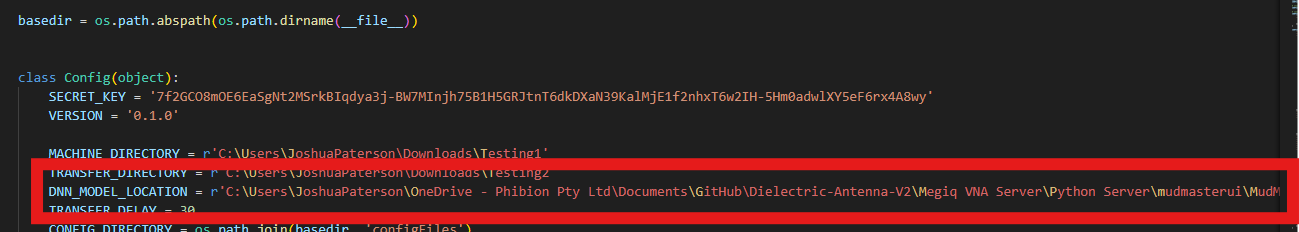 basedir = os.path.abspath(os.path.dirname(__file__))
class Config(object):
SECRET_KEY = '7f2GCO8mOE6EaSgNt2MSrkBIqdya3j-BW7MInjh75B1H5GRJtnT6dkDXaN39KalMjE1f2nhxT6w2IH-5Hm0adwlXY5eF6rx4A8wy'
VERSION = '0.1.0'
MACHINE_DIRECTORY = r'C:\Users\JoshuaPaterson\Downloads\Testing1'
TRANSFER_DIRECTORY = r'C:\Users\JoshuaPaterson\Downloads\Testing2'
DNN_MODEL_LOCATION = r'C:\Users\JoshuaPaterson\OneDrive - Phibion Pty Ltd\Documents\GitHub\Dielectric-Antenna-V2\Megiq VNA Server\Python Server\mudmasterui\MudM
TRANSFER_DELAY = 30
CONFIG_DIRECTORY = os.path.join(basedir, 'configFiles')